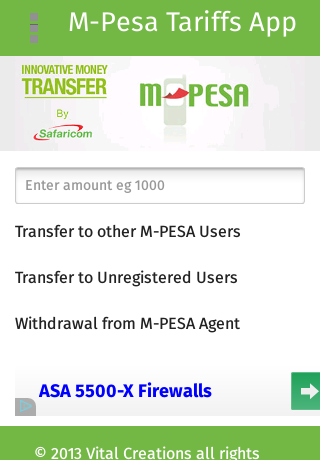 M-Pesa Tariffs App
INNOVATIVE MONEY
TRANSFER
By
Safaricom
M-PESA
Enter amount eg 1000
Transfer to other M-PESA Users
Transfer to Unregistered Users
Withdrawal from M-PESA Agent
ASA 5500-X Firewalls
© 2013 Vital Creations all rights